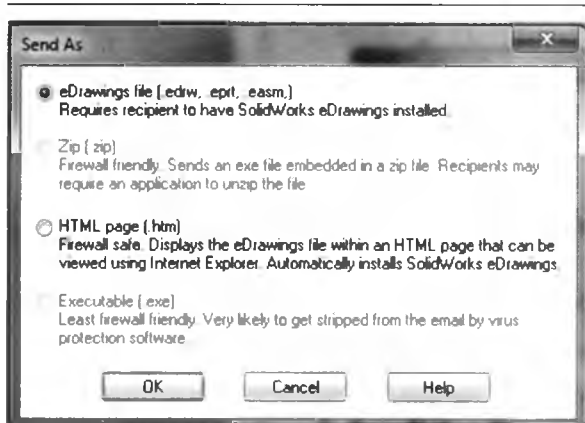 Send As
eDrawings file (.edrw, .eprt, .easm,)
Requires recipient to have SolidWorks eDrawings installed.
Zip (.zip)
Firewall friendly. Sends an exe file embedded in a zip file. Recipients may
require an application to unzip the file
HTML page (.htm)
Firewall safe. Displays the eDrawings file within an HTML page that can be
viewed using Internet Explorer. Automatically installs SolidWorks eDrawings
Executable (.exe)
Least firewall friendly. Very likely to get stripped from the email by virus
protection software
OK
Cancel
Help